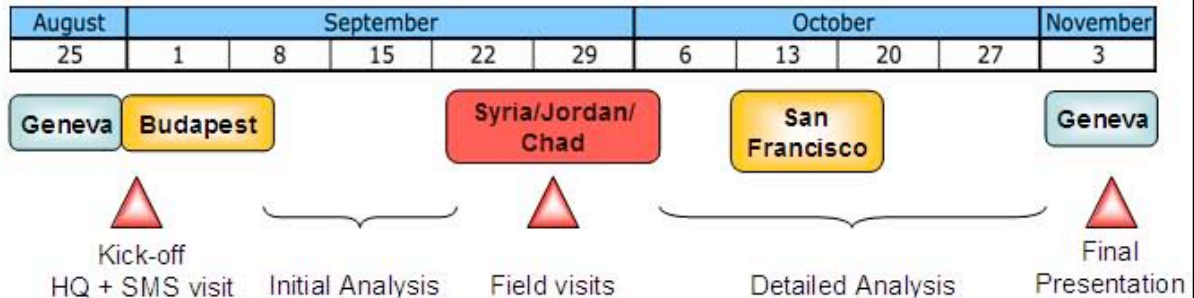 August September October November
25 1 8 15 22 29 6 13 20 27 3
Geneva Budapest Syria/Jordan/
Chad San
Francisco Geneva
Kick-off
HQ + SMS visit Initial Analysis Field visits Detailed Analysis Final
Presentation